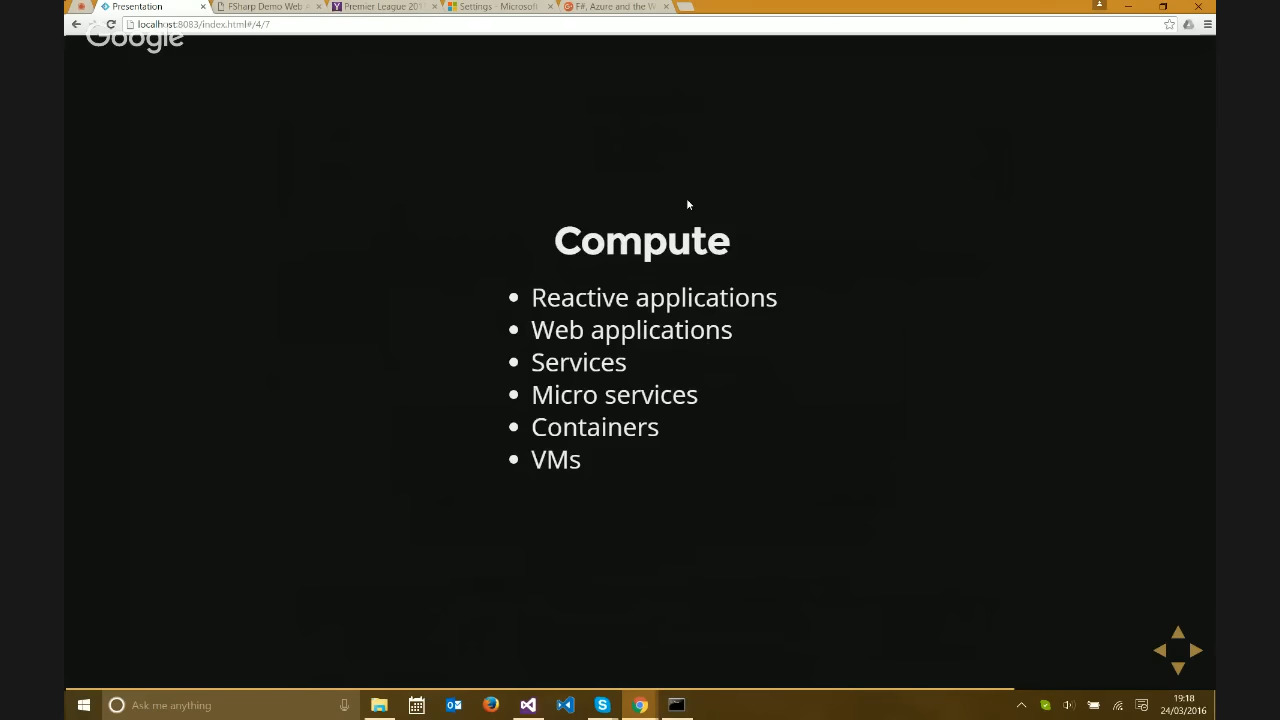 Presentation
FSharp Demo Web
Premier League 201
Settings - Microsoft
F#, Azure and the W
localhost:8083/index.html#/4/7
Google
Compute
Reactive applications
Web applications
Services
Micro services
Containers
VMs
Ask me anything
19:18
24/03/2016